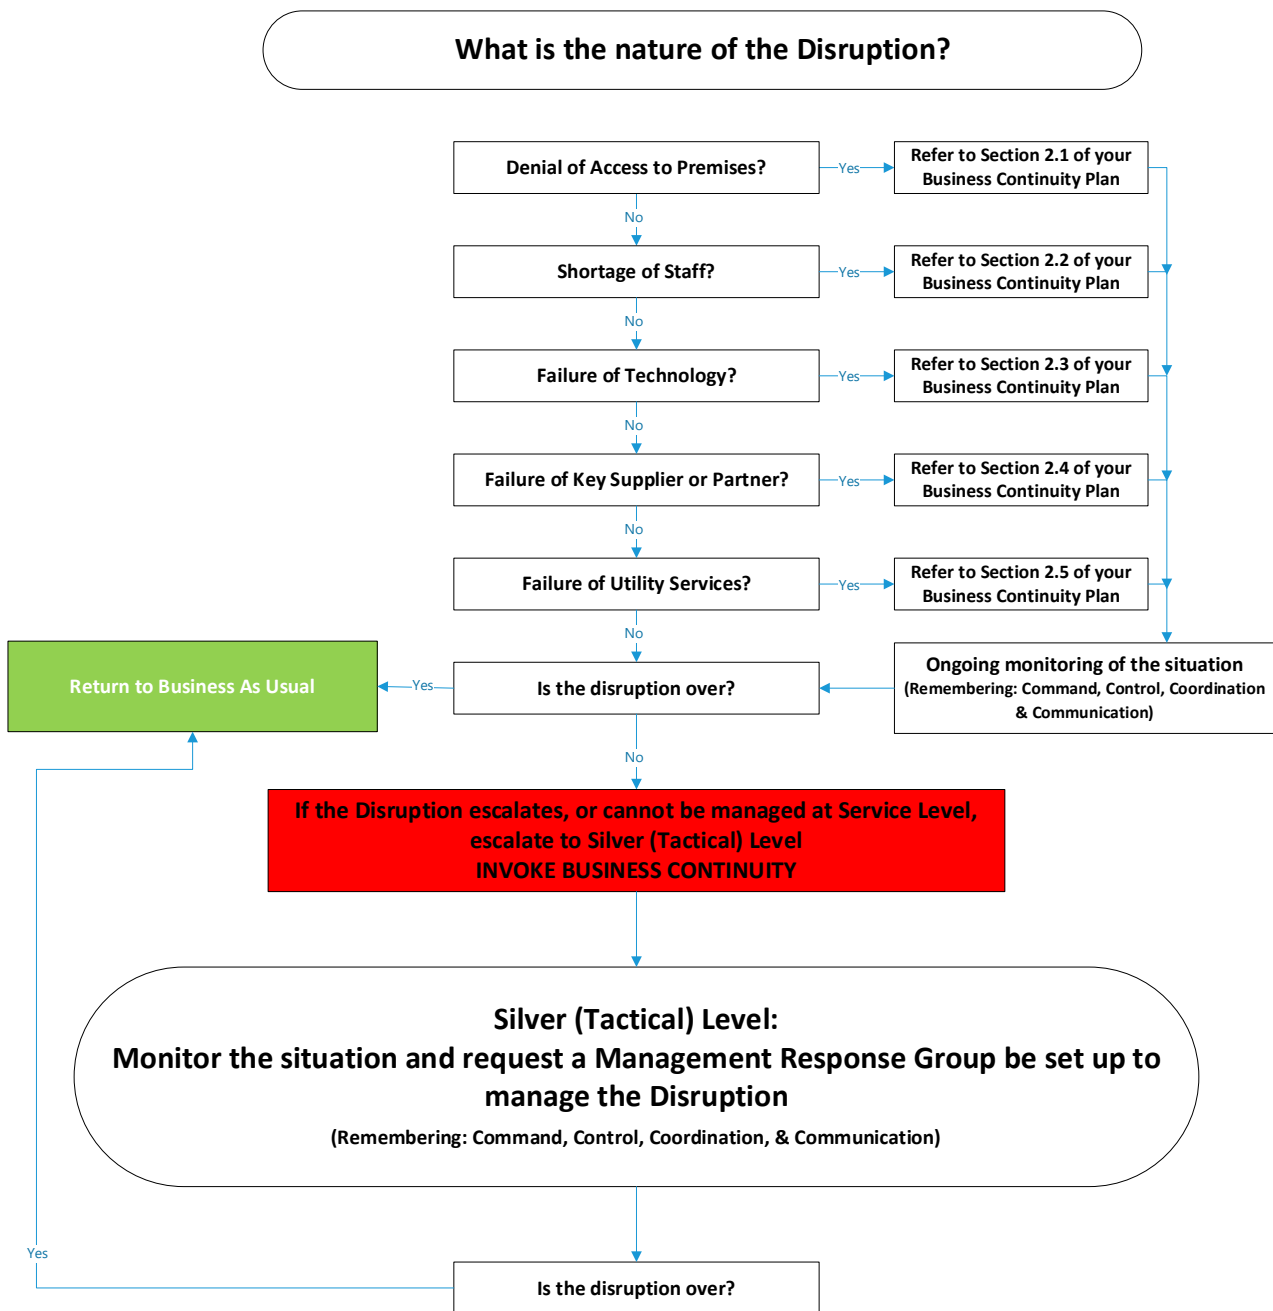 What is the nature of the Disruption?
Denial of Access to Premises?
Yes
Refer to Section 2.1 of your
Business Continuity Plan
No
Shortage of Staff?
Yes
Refer to Section 2.2 of your
Business Continuity Plan
No
Failure of Technology?
Yes
Refer to Section 2.3 of your
Business Continuity Plan
No
Failure of Key Supplier or Partner?
Yes
Refer to Section 2.4 of your
Business Continuity Plan
No
Failure of Utility Services?
Yes
Refer to Section 2.5 of your
Business Continuity Plan
No
Return to Business As Usual
Yes
Is the disruption over?
Ongoing monitoring of the situation
(Remembering: Command, Control, Coordination
& Communication)
No
If the Disruption escalates, or cannot be managed at Service Level,
escalate to Silver (Tactical) Level
INVOKE BUSINESS CONTINUITY
Silver (Tactical) Level:
Monitor the situation and request a Management Response Group be set up to
manage the Disruption
(Remembering: Command, Control, Coordination, & Communication)
Yes
Is the disruption over?